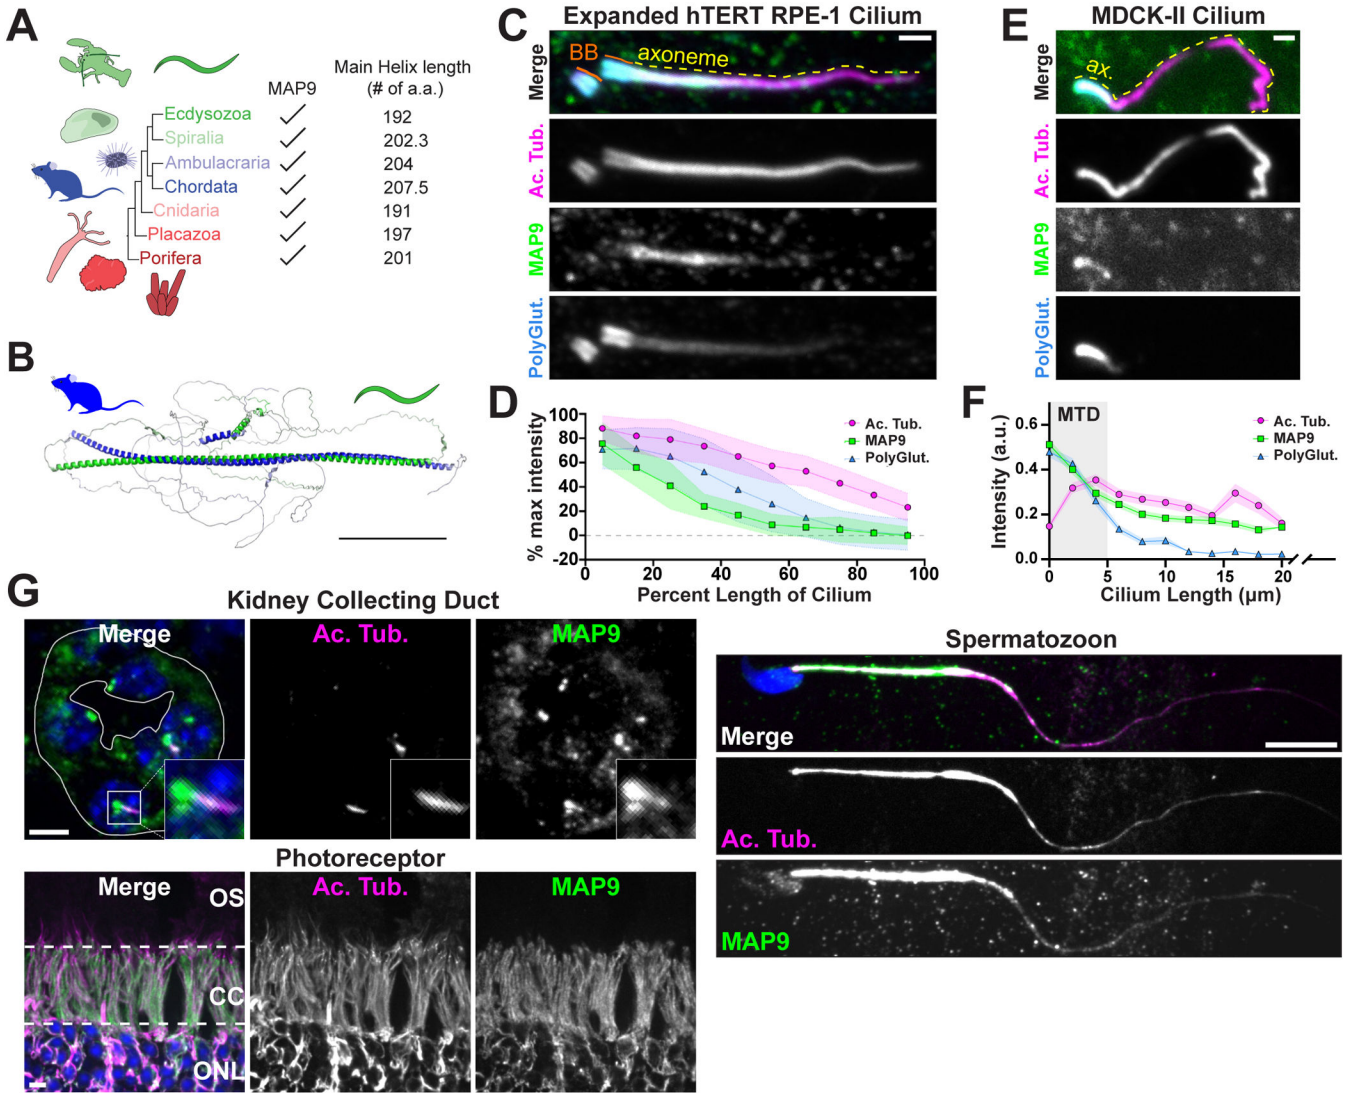 A
MAP9
Main Helix length
(# of a.a.)
Ecdysozoa 192
Spiralia 202.3
Ambulacraria 204
Chordata 207.5
Cnidaria 191
Placazoa 197
Porifera 201
B
C
Expanded hTERT RPE-1 Cilium
Merge
BB
axoneme
Ac. Tub.
MAP9
PolyGlut.
E
MDCK-II Cilium
Merge
ax.
Ac. Tub.
MAP9
PolyGlut.
D
% max intensity
100
80
60
40
20
0
-20
Ac. Tub.
MAP9
PolyGlut.
0 20 40 60 80 100
Percent Length of Cilium
F
Intensity (a.u.)
0.6
0.4
0.2
0.0
MTD
Ac. Tub.
MAP9
PolyGlut.
0 5 10 15 20
Cilium Length (μm)
G
Kidney Collecting Duct
Merge
Ac. Tub.
MAP9
Photoreceptor
Merge
OS
CC
ONL
Ac. Tub.
MAP9
Spermatozoon
Merge
Ac. Tub.
MAP9